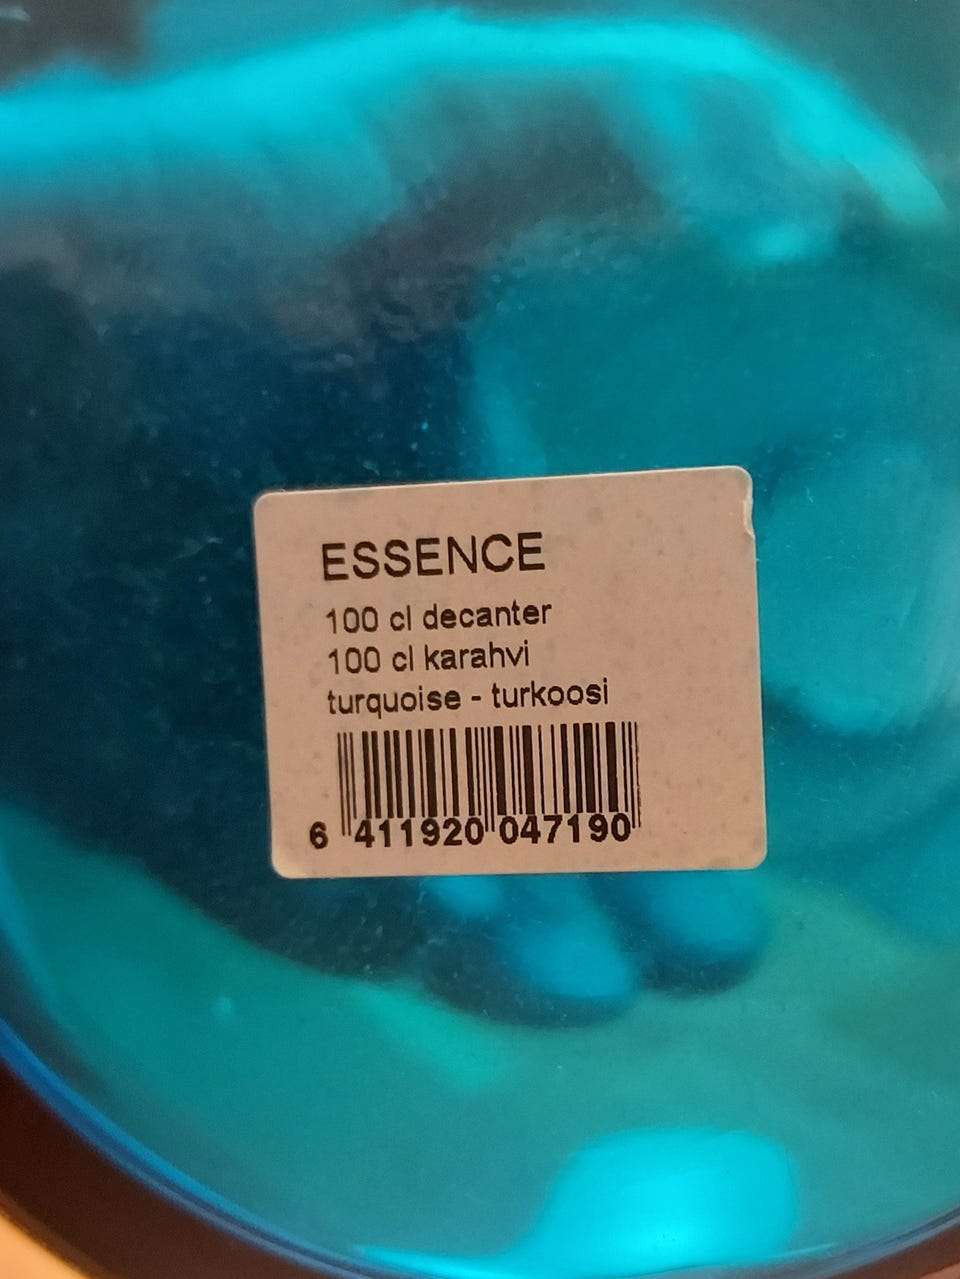 ESSENCE
100 cl decanter
100 cl karahvi
turquoise - turkoosi
6 411920 047190